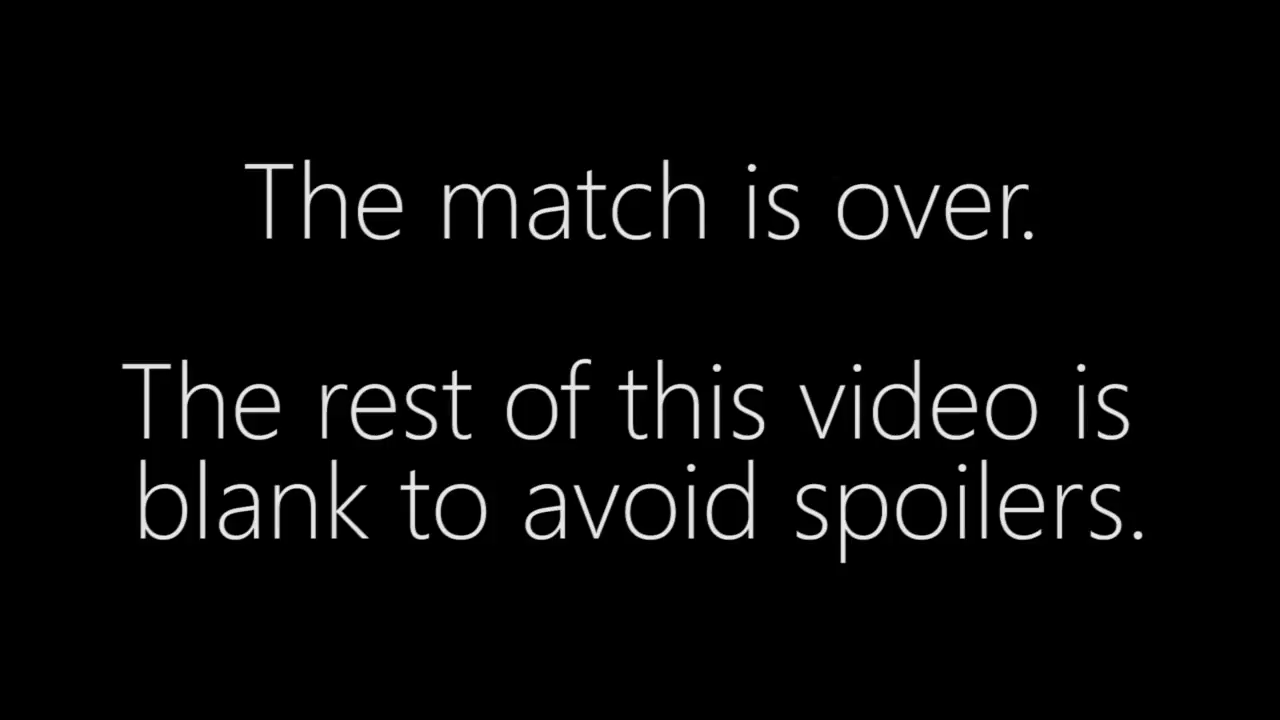 The match is over.
The rest of this video is
blank to avoid spoilers.